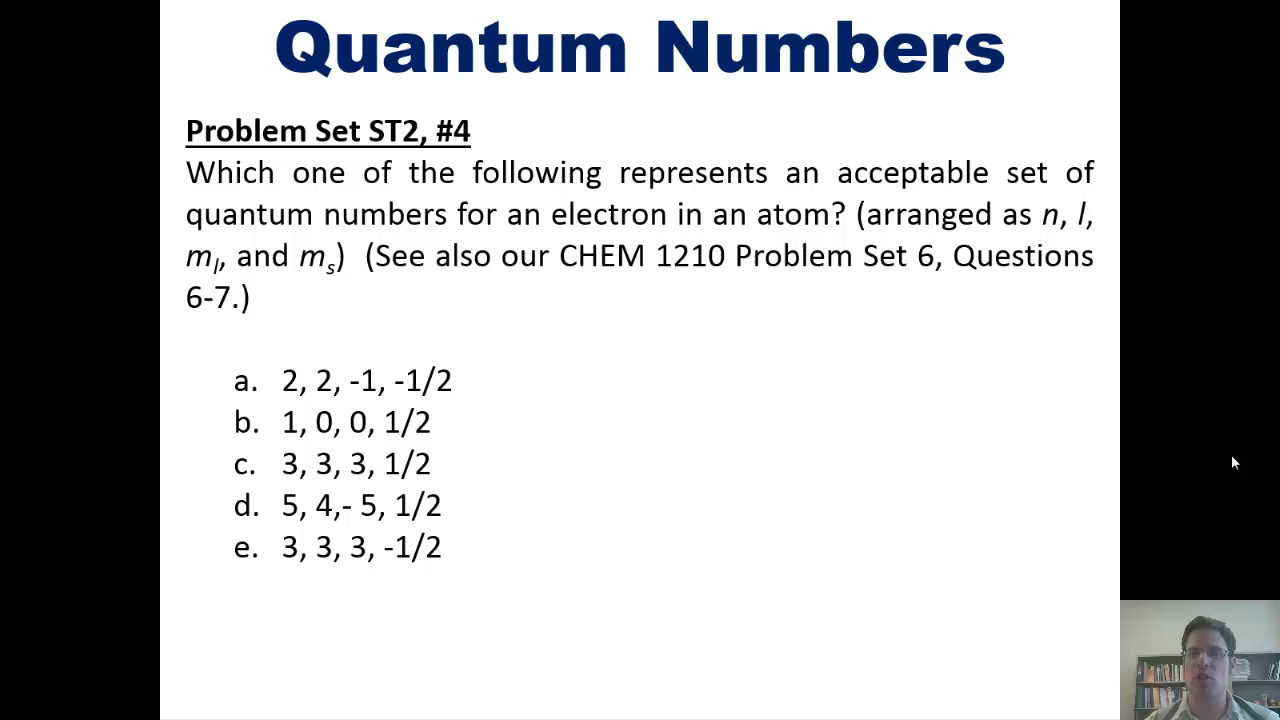 Quantum Numbers
Problem Set ST2, #4
Which one of the following represents an acceptable set of
quantum numbers for an electron in an atom? (arranged as n, l,
ml, and ms) (See also our CHEM 1210 Problem Set 6, Questions
6-7.)
a. 2, 2, -1, -1/2
b. 1, 0, 0, 1/2
c. 3, 3, 3, 1/2
d. 5, 4,- 5, 1/2
e. 3, 3, 3, -1/2